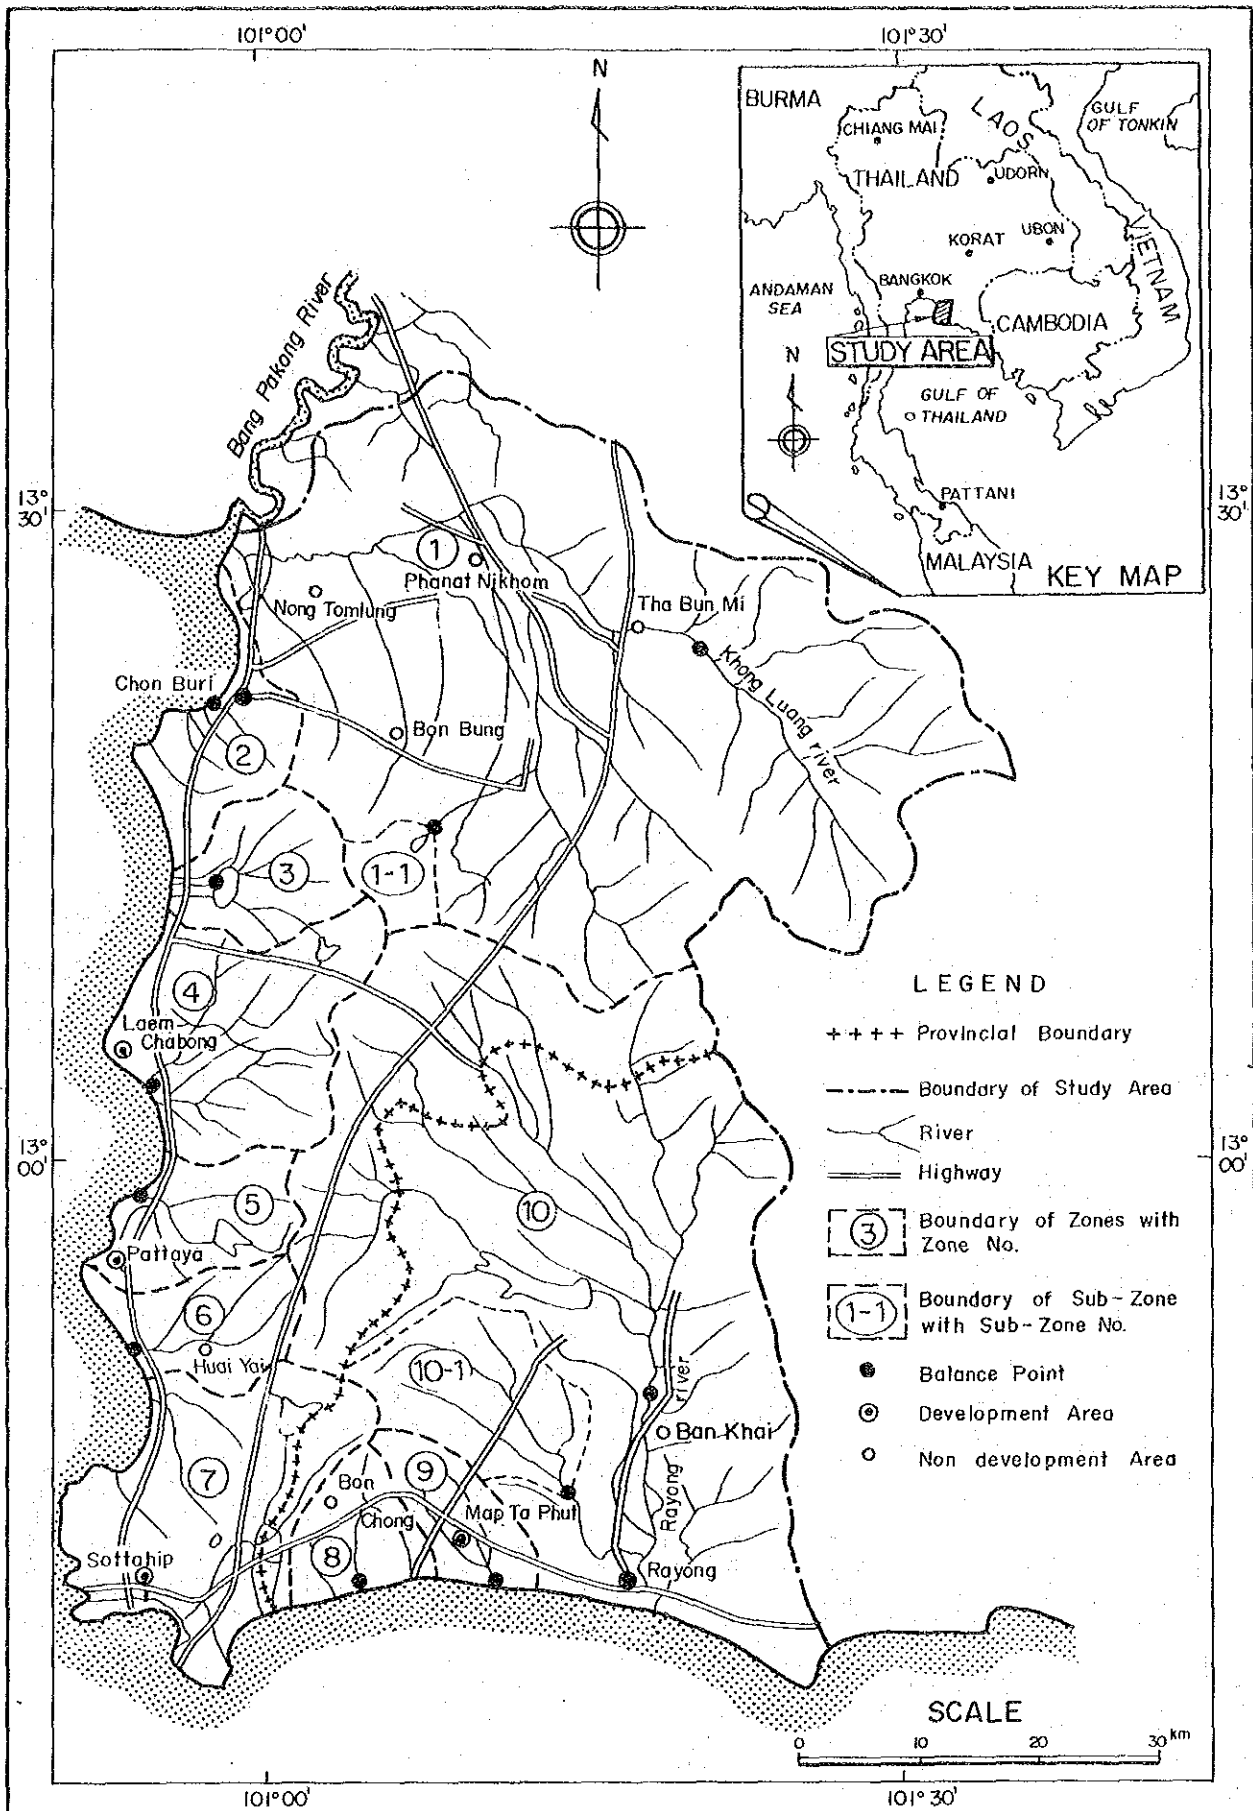 101°00'
101°30'
N
BURMA
LAOS
GULF
OF TONKIN
CHIANG MAI
THAILAND
UDORN
VIETNAM
KORAT
UBON
BANGKOK
ANDAMAN
SEA
CAMBODIA
STUDY AREA
N
GULF OF
THAILAND
PATTANI
MALAYSIA
KEY MAP
Bang Pakong River
13°
30'
13°
30'
1
Phanat Nikhom
Nong Tomlung
Tha Bun Mi
Khong Luang river
Chon Buri
2
Bon Bung
3
1-1
4
Laem
Chabong
LEGEND
Provincial Boundary
Boundary of Study Area
River
Highway
3
Boundary of Zones with
Zone No.
1-1
Boundary of Sub-Zone
with Sub-Zone No.
Balance Point
Development Area
Non development Area
13°
00'
13°
00'
5
10
Pattaya
6
Huai Yai
10-1
river
Ban Khai
7
9
Ban
Chong
Map Ta Phut
Rayong
8
Sattahip
Rayong
SCALE
0 10 20 30 km
101°00'
101°30'